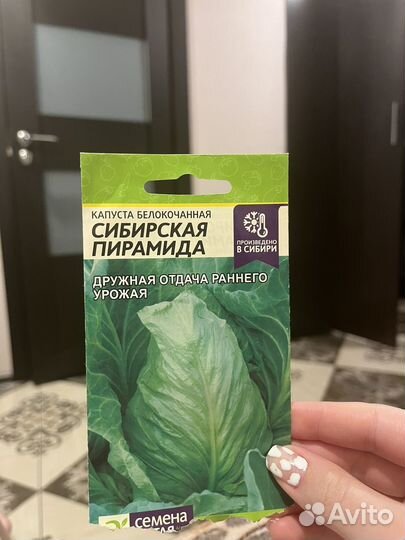 КАПУСТА БЕЛОКОЧАННАЯ
СИБИРСКАЯ
ПИРАМИДА
ПРОИЗВЕДЕНО
В СИБИРИ
ДРУЖНАЯ ОТДАЧА РАННЕГО
УРОЖАЯ
семена
Avito